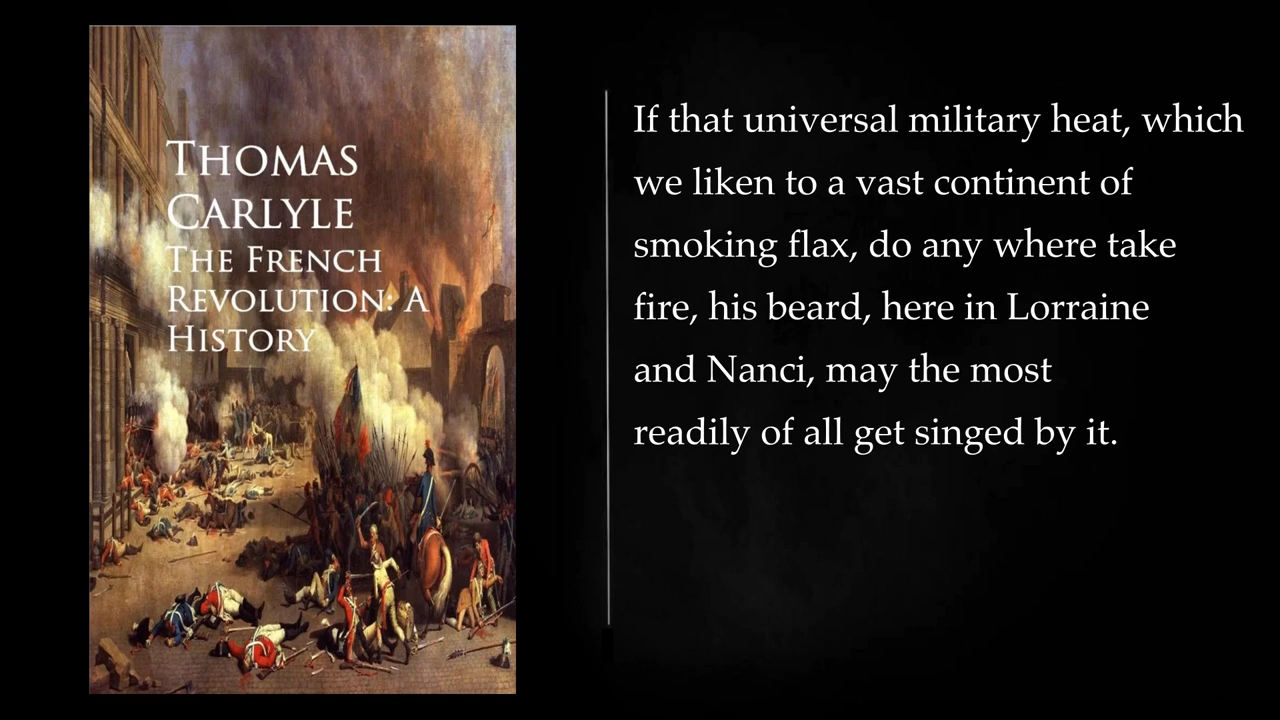 THOMAS
CARLYLE
THE FRENCH
REVOLUTION: A
HISTORY
If that universal military heat, which
we liken to a vast continent of
smoking flax, do any where take
fire, his beard, here in Lorraine
and Nanci, may the most
readily of all get singed by it.